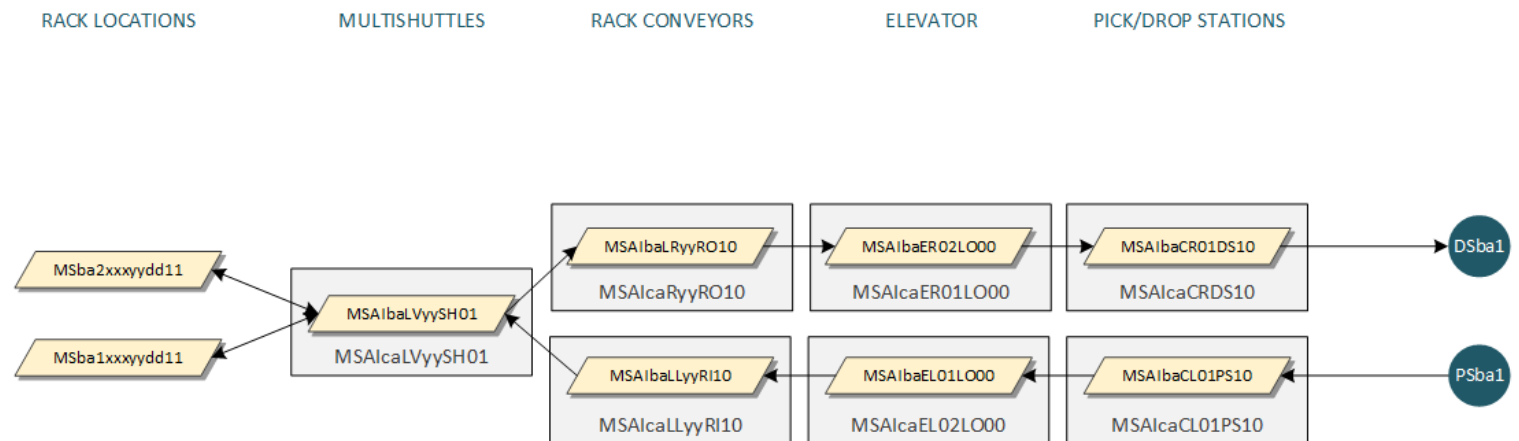 RACK LOCATIONS
MULTISHUTTLES
RACK CONVEYORS
ELEVATOR
PICK/DROP STATIONS
MSba2xxxyydd11
MSba1xxxyydd11
MSAIbaLVyySH01
MSAIcaLVyySH01
MSAIbaLRyyRO10
MSAIcaRyyRO10
MSAIbaER02LO00
MSAIcaER01LO00
MSAIbaCR01DS10
MSAIcaCRDS10
DSba1
MSAIbaLLyyRI10
MSAIcaLLyyRI10
MSAIbaEL01LO00
MSAIcaEL02LO00
MSAIbaCL01PS10
MSAIcaCL01PS10
PSba1